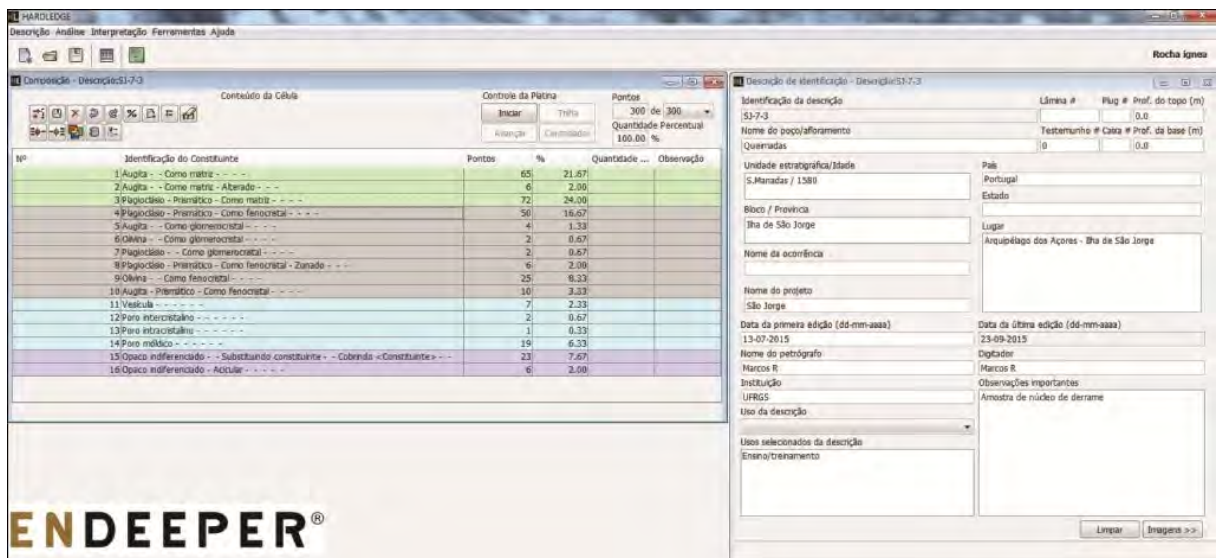 HARDLEDGE
Descrição Análise Interpretação Ferramentas Ajuda
Rocha ígnea
Composição - Descrição:SJ-7-3
Conteúdo da Célula
Controle da Platina
Pontos
Iniciar
Trilha
300 de 300
Avançar
Controlador
Quantidade Percentual
100.00 %
Nº Identificação do Constituinte Pontos % Quantidade ... Observação
1 Augita - - Como matriz - - - - 65 21.67
2 Augita - - Como matriz - Alterado - - - 6 2.00
3 Plagioclásio - Prismático - Como matriz - - - - 72 24.00
4 Plagioclásio - Prismático - Como fenocristal - - - - 50 16.67
5 Augita - - Como glomerocristal - - - - 4 1.33
6 Olivina - - Como glomerocristal - - - - 2 0.67
7 Plagioclásio - - Como glomerocristal - - - - 2 0.67
8 Plagioclásio - Prismático - Como fenocristal - Zonado - - - 6 2.00
9 Olivina - - Como fenocristal - - - - 25 8.33
10 Augita - Prismático - Como fenocristal - - - - 10 3.33
11 Vesícula - - - - - - 7 2.33
12 Poro intercristalino - - - - - - 2 0.67
13 Poro intracristalino - - - - - - 1 0.33
14 Poro móldico - - - - - - 19 6.33
15 Opaco indiferenciado - - Substituindo constituinte - - Cobrindo <Constituinte> - - 23 7.67
16 Opaco indiferenciado - Acicular - - - - - 6 2.00
ENDEEPER®
Descrição de identificação - Descrição:SJ-7-3
Identificação da descrição Lâmina # Plug # Prof. do topo (m)
SJ-7-3 0.0
Nome do poço/afloramento Testemunho # Caixa # Prof. da base (m)
Queimadas 0 0.0
Unidade estratigráfica/Idade País
S.Manadas / 1580 Portugal
Estado
Bloco / Província
Ilha de São Jorge Lugar
Arquipélago dos Açores - Ilha de São Jorge
Nome da ocorrência
Nome do projeto
São Jorge
Data da primeira edição (dd-mm-aaaa) Data da última edição (dd-mm-aaaa)
13-07-2015 23-09-2015
Nome do petrógrafo Digitador
Marcos R Marcos R
Instituição Observações importantes
UFRGS Amostra de núcleo de derrame
Uso da descrição
Usos selecionados da descrição
Ensino/treinamento
Limpar Imagens >>